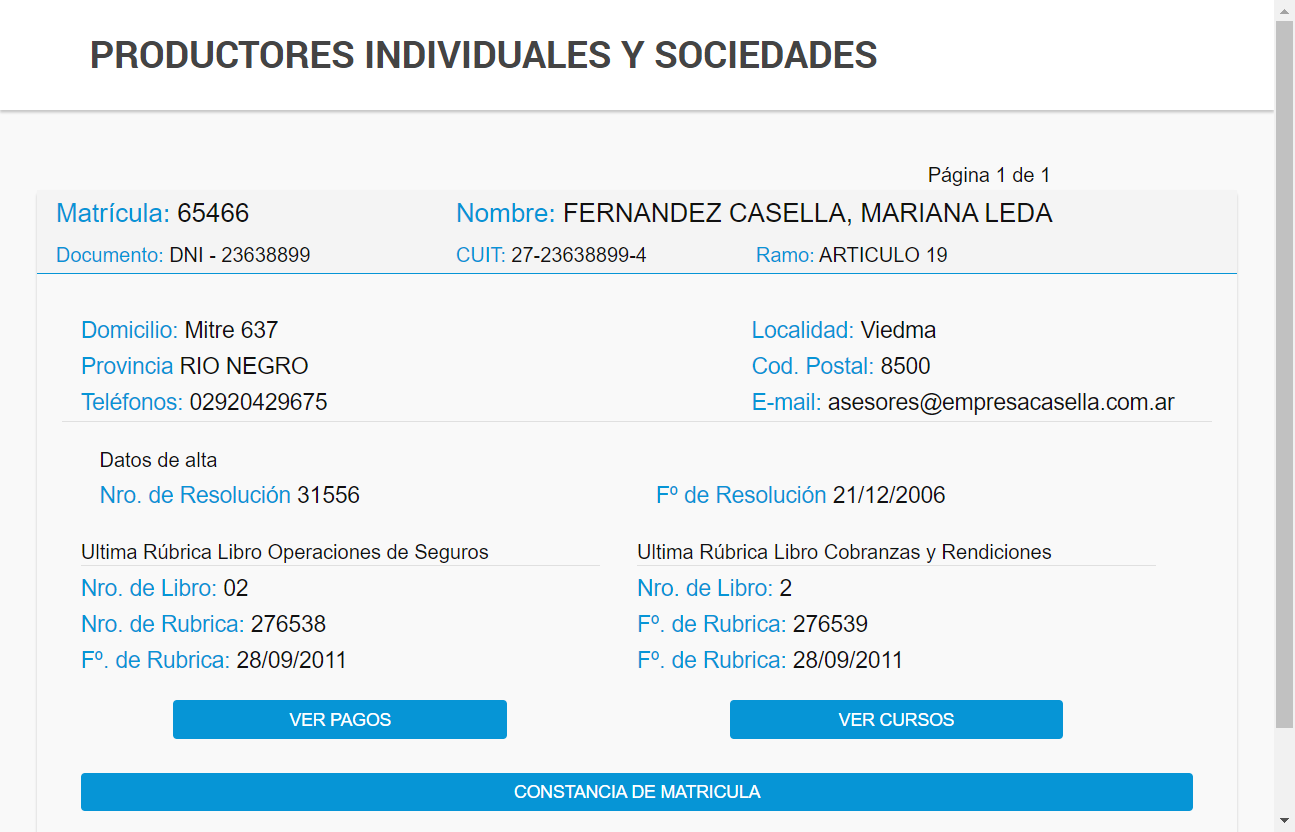 PRODUCTORES INDIVIDUALES Y SOCIEDADES
Página 1 de 1
Matrícula: 65466 Nombre: FERNANDEZ CASELLA, MARIANA LEDA
Documento: DNI - 23638899 CUIT: 27-23638899-4 Ramo: ARTICULO 19
Domicilio: Mitre 637 Localidad: Viedma
Provincia RIO NEGRO Cod. Postal: 8500
Teléfonos: 02920429675 E-mail: asesores@empresacasella.com.ar
Datos de alta
Nro. de Resolución 31556 Fº de Resolución 21/12/2006
Ultima Rúbrica Libro Operaciones de Seguros Ultima Rúbrica Libro Cobranzas y Rendiciones
Nro. de Libro: 02 Nro. de Libro: 2
Nro. de Rubrica: 276538 Fº. de Rubrica: 276539
Fº. de Rubrica: 28/09/2011 Fº. de Rubrica: 28/09/2011
VER PAGOS VER CURSOS
CONSTANCIA DE MATRICULA